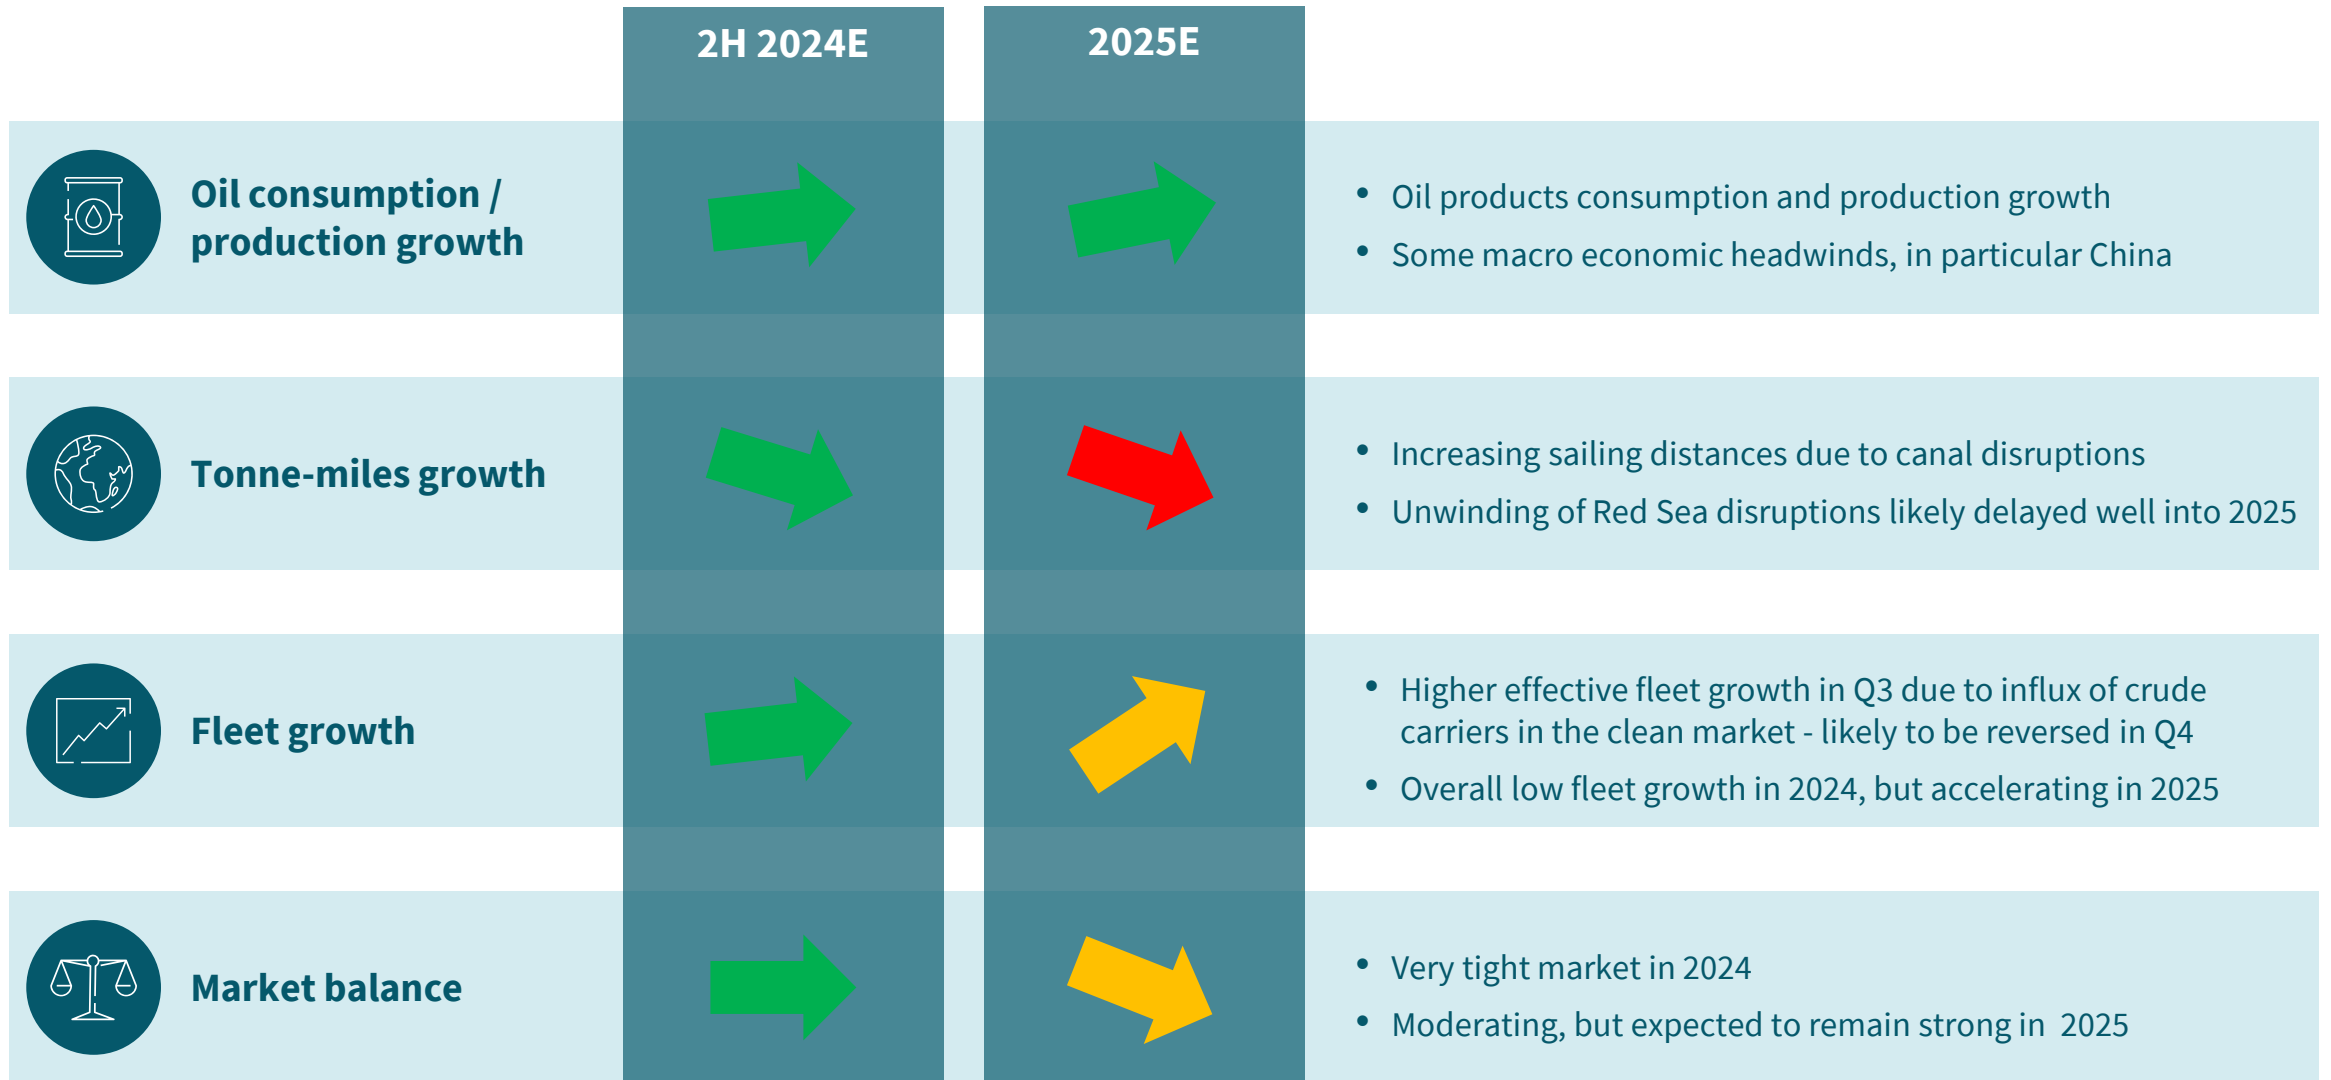 2H 2024E
2025E
Oil consumption /
production growth
• Oil products consumption and production growth
• Some macro economic headwinds, in particular China
Tonne-miles growth
• Increasing sailing distances due to canal disruptions
• Unwinding of Red Sea disruptions likely delayed well into 2025
Fleet growth
• Higher effective fleet growth in Q3 due to influx of crude
carriers in the clean market - likely to be reversed in Q4
• Overall low fleet growth in 2024, but accelerating in 2025
Market balance
• Very tight market in 2024
• Moderating, but expected to remain strong in  2025